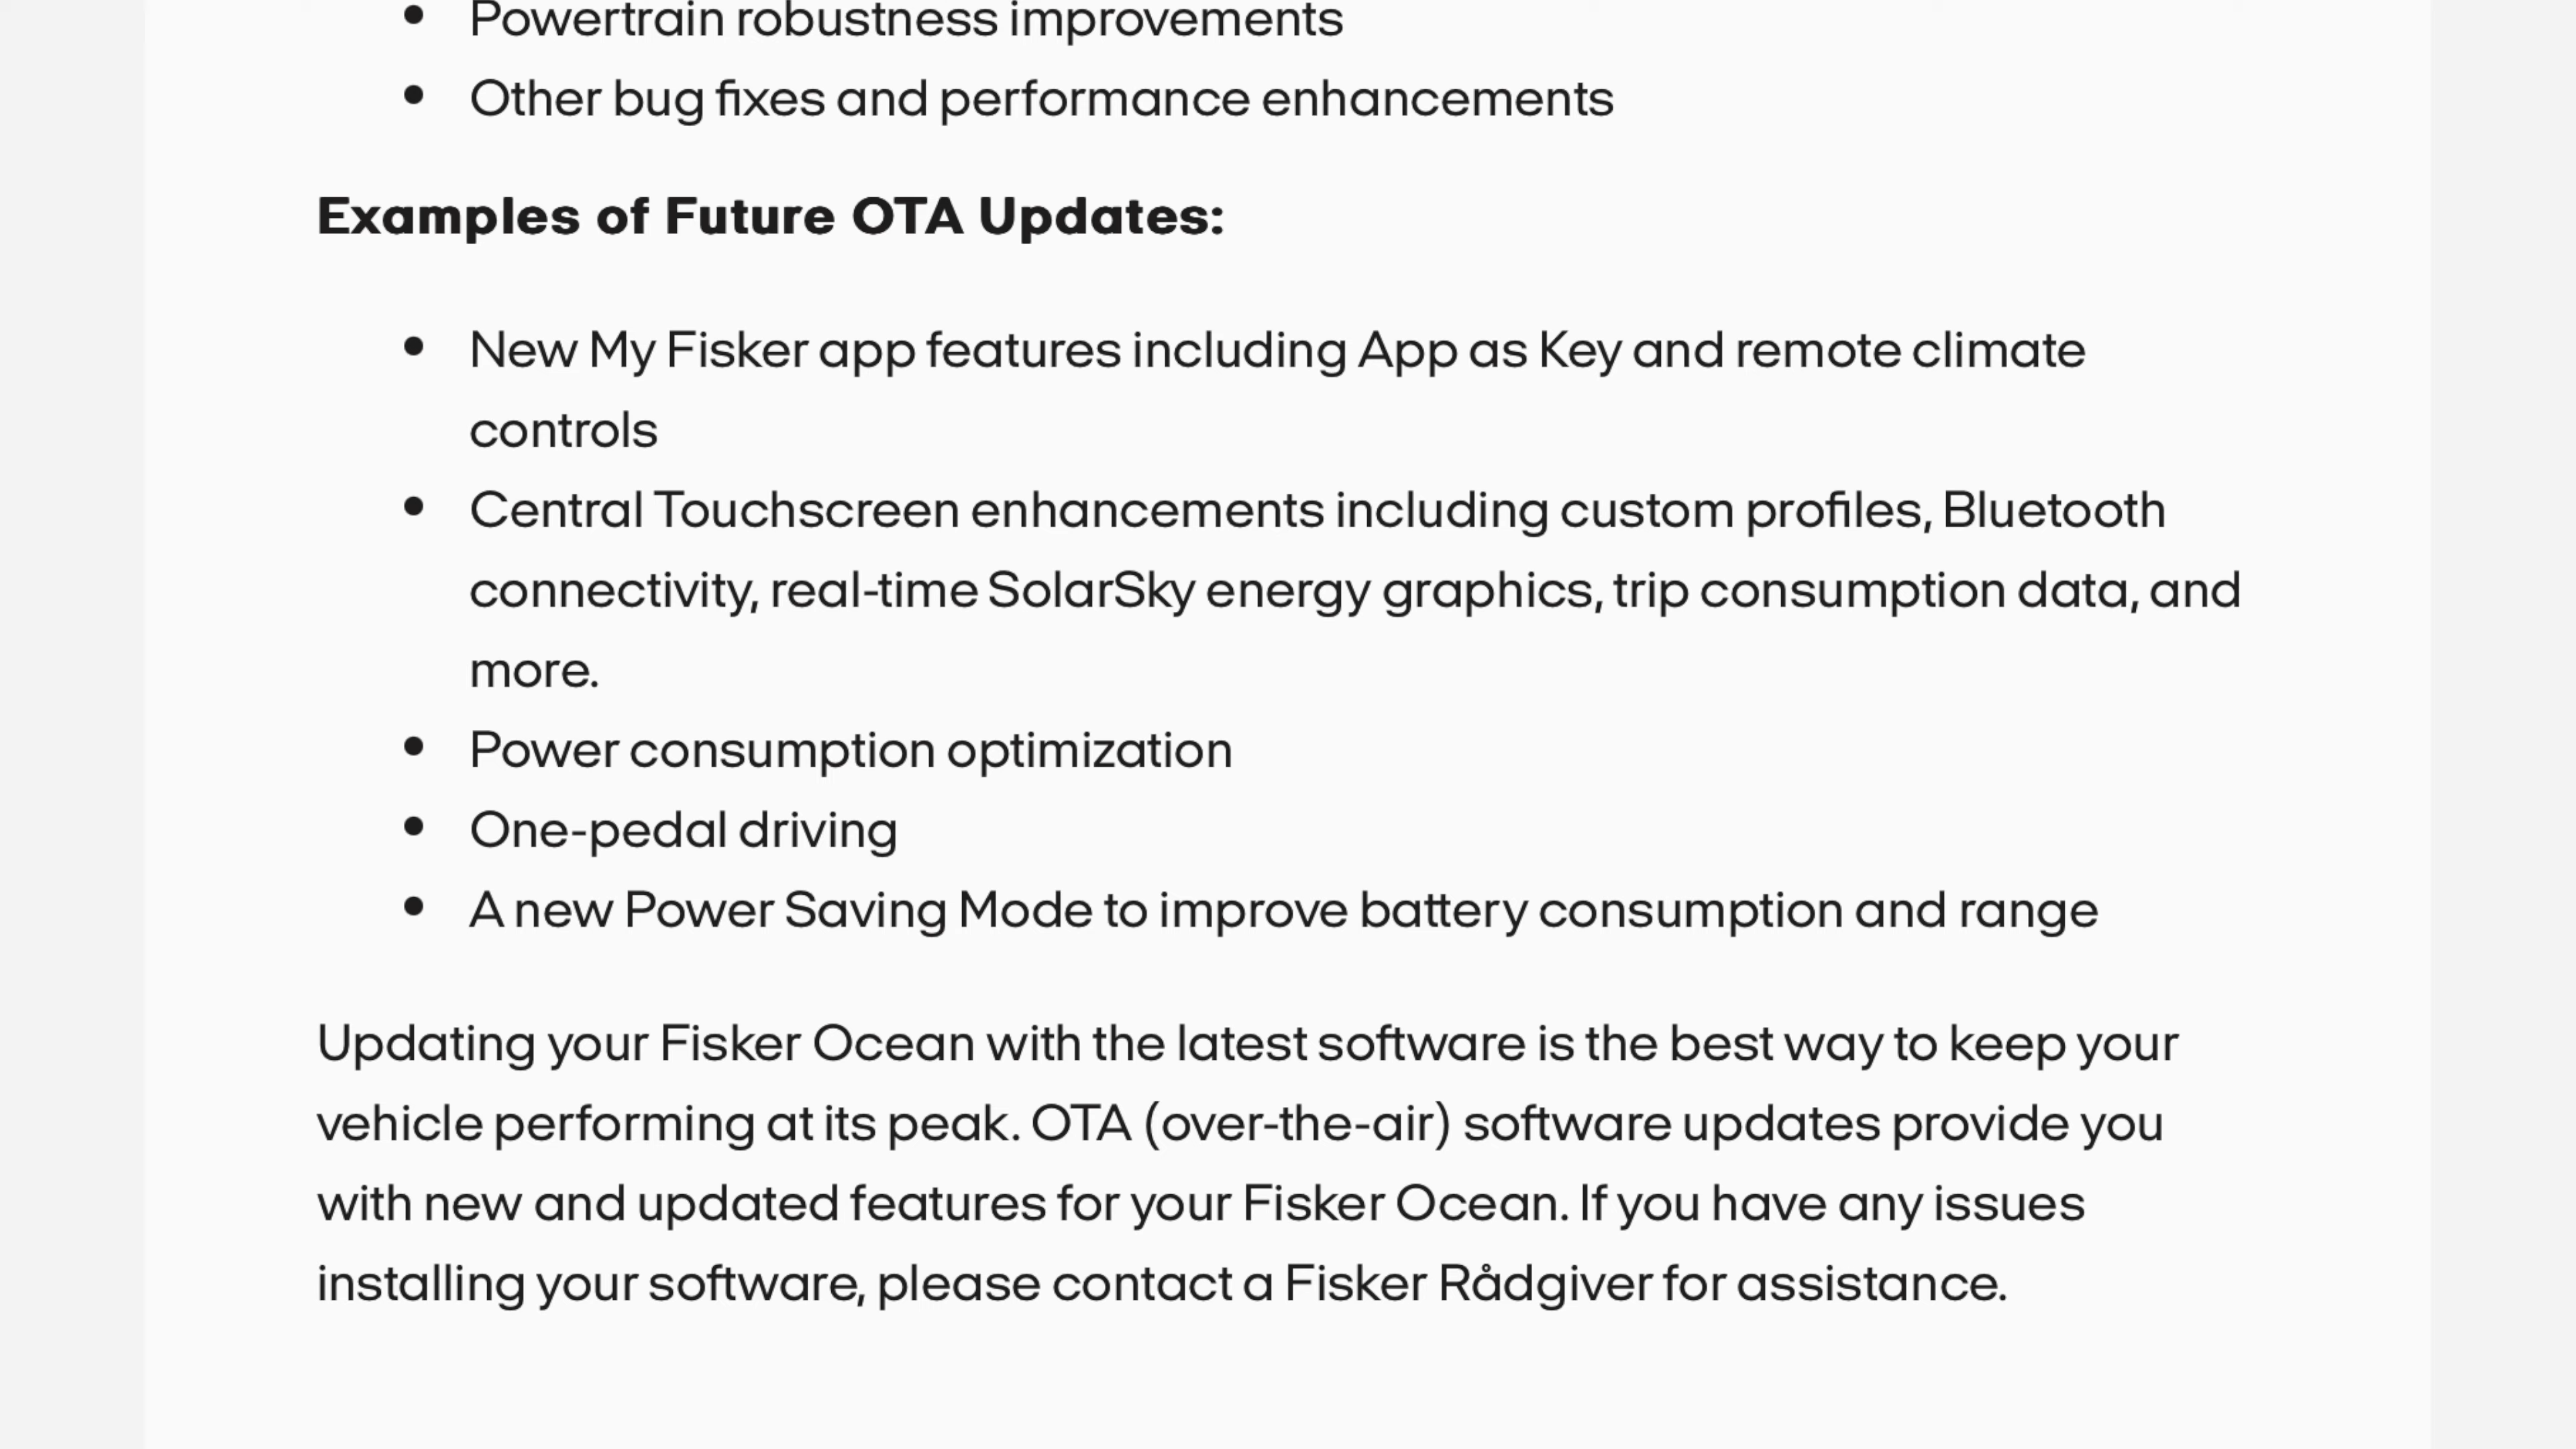 Powertrain robustness improvements
• Other bug fixes and performance enhancements
Examples of Future OTA Updates:
• New My Fisker app features including App as Key and remote climate
controls
• Central Touchscreen enhancements including custom profiles, Bluetooth
connectivity, real-time SolarSky energy graphics, trip consumption data, and
more.
• Power consumption optimization
• One-pedal driving
• A new Power Saving Mode to improve battery consumption and range
Updating your Fisker Ocean with the latest software is the best way to keep your
vehicle performing at its peak. OTA (over-the-air) software updates provide you
with new and updated features for your Fisker Ocean. If you have any issues
installing your software, please contact a Fisker Rådgiver for assistance.